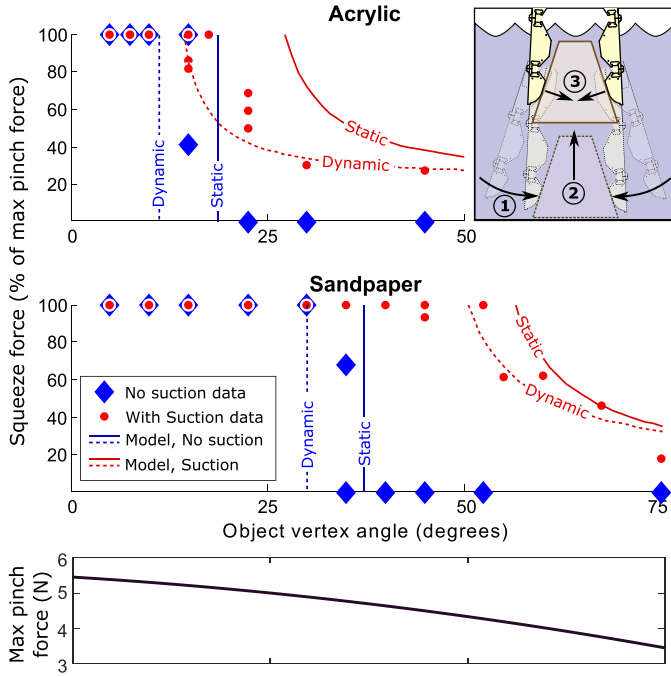 Acrylic
Squeeze force (% of max pinch force)
100
80
60
40
20
0
25
50
Dynamic
Static
Static
Dynamic
1
2
3
Sandpaper
100
80
60
40
20
No suction data
With Suction data
Model, No suction
Model, Suction
Dynamic
Static
Static
Dynamic
0
25
50
75
Object vertex angle (degrees)
Max pinch
force (N)
6
5
4
3